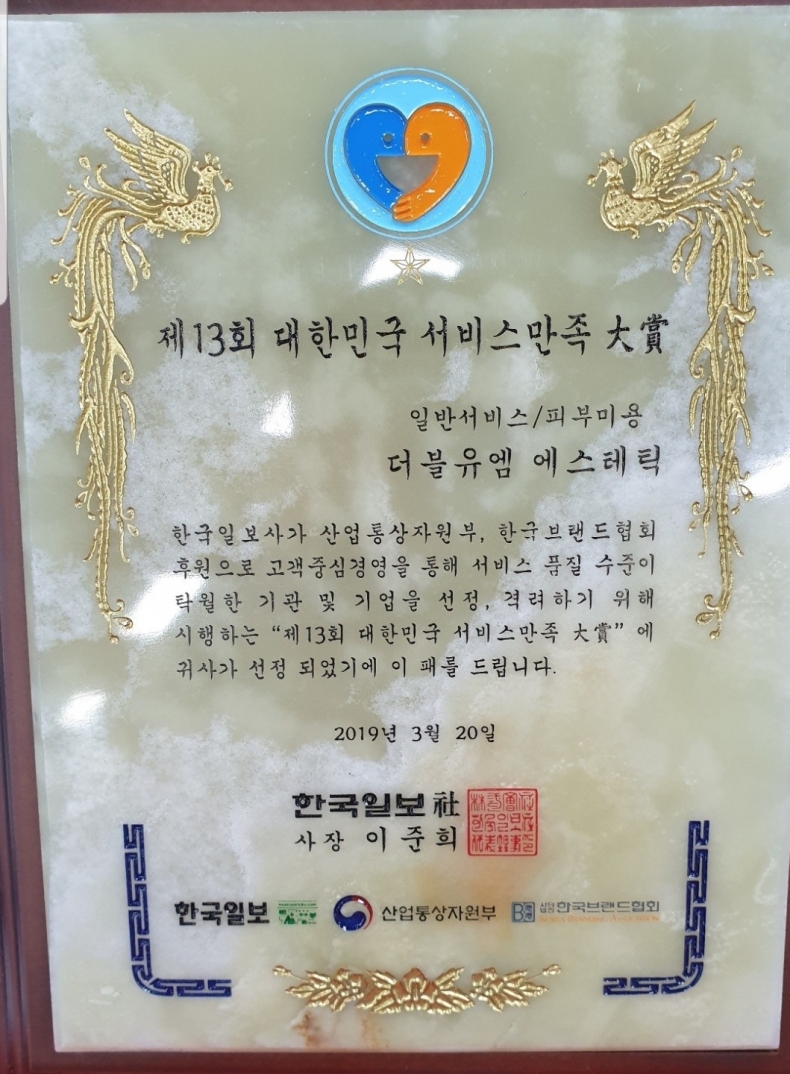 제13회 대한민국 서비스만족 大賞
일반서비스/피부미용
더블유엠 에스테틱
한국일보사가 산업통상자원부, 한국브랜드협회
후원으로 고객중심경영을 통해 서비스 품질 수준이
탁월한 기관 및 기업을 선정, 격려하기 위해
시행하는 “제13회 대한민국 서비스만족 大賞” 에
귀사가 선정 되었기에 이 패를 드립니다.
2019년 3월 20일
한국일보社
사장 이준희
한국일보 산업통상자원부 한국브랜드협회